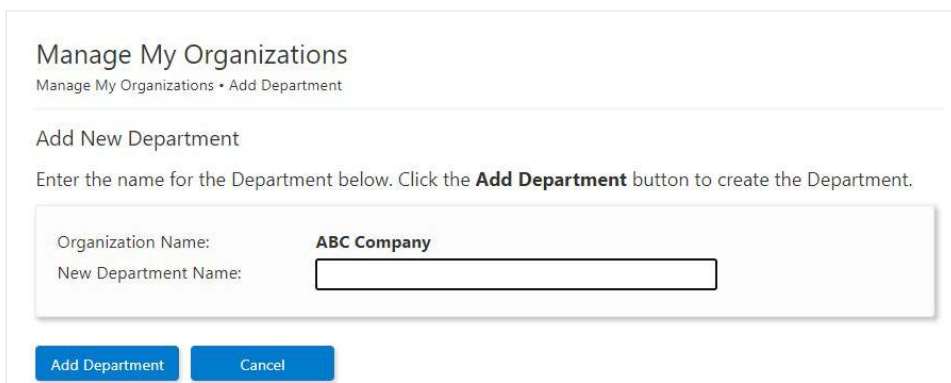 Manage My Organizations
Manage My Organizations • Add Department
Add New Department
Enter the name for the Department below. Click the Add Department button to create the Department.
Organization Name: ABC Company
New Department Name:
Add Department Cancel